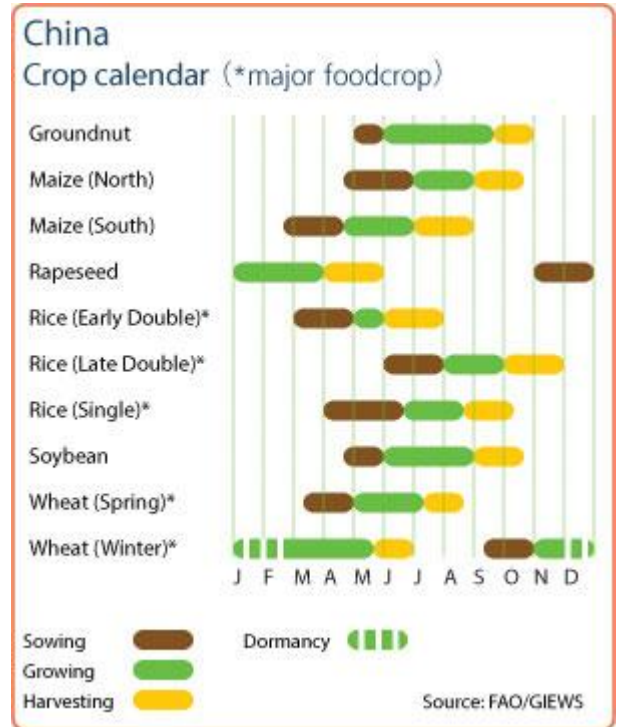 China
Crop calendar (*major foodcrop)
Groundnut
Maize (North)
Maize (South)
Rapeseed
Rice (Early Double)*
Rice (Late Double)*
Rice (Single)*
Soybean
Wheat (Spring)*
Wheat (Winter)*
J F M A M J J A S O N D
Sowing Dormancy
Growing
Harvesting Source: FAO/GIEWS